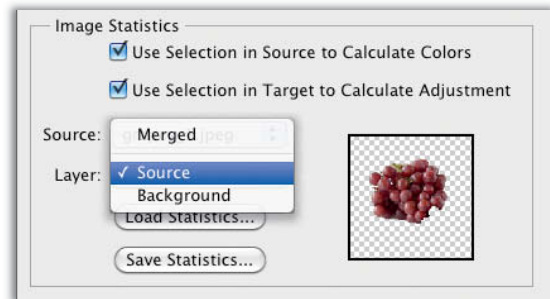 Image Statistics
Use Selection in Source to Calculate Colors
Use Selection in Target to Calculate Adjustment
Source:
Merged
Layer:
✓ Source
Background
Load Statistics...
Save Statistics...